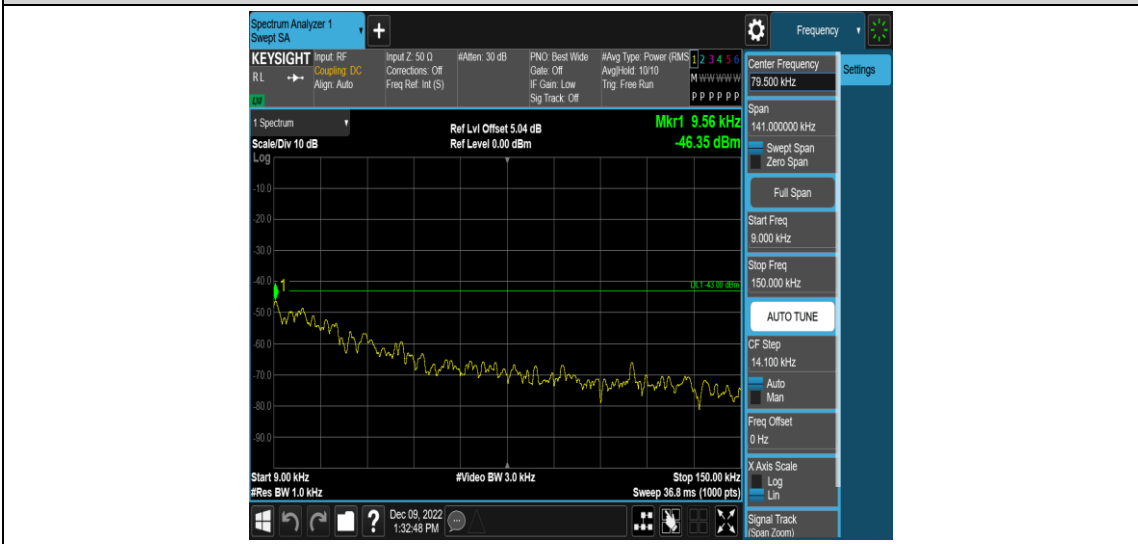 Spectrum Analyzer 1
Swept SA
+
Frequency
KEYSIGHT
Input: RF
Coupling: DC
Align: Auto
Input Z: 50 Ω
Corrections: Off
Freq Ref: Int (S)
#Atten: 30 dB
PNO: Best Wide
Gate: Off
IF Gain: Low
Sig Track: Off
#Avg Type: Power (RMS
Avg|Hold: 10/10
Trig: Free Run
1 2 3 4 5 6
M W W W W W
P P P P P P
R L
LXI
1 Spectrum
Scale/Div 10 dB
Log
Ref Lvl Offset 5.04 dB
Ref Level 0.00 dBm
Mkr1 9.56 kHz
-46.35 dBm
-10.0
-20.0
-30.0
-40.0
1
DL1 -43.00 dBm
-50.0
-60.0
-70.0
-80.0
-90.0
Start 9.00 kHz
#Video BW 3.0 kHz
Stop 150.00 kHz
#Res BW 1.0 kHz
Sweep 36.8 ms (1000 pts)
?
Dec 09, 2022
1:32:48 PM
Center Frequency
79.500 kHz
Settings
Span
141.000000 kHz
Swept Span
Zero Span
Full Span
Start Freq
9.000 kHz
Stop Freq
150.000 kHz
AUTO TUNE
CF Step
14.100 kHz
Auto
Man
Freq Offset
0 Hz
X Axis Scale
Log
Lin
Signal Track
(Span Zoom)